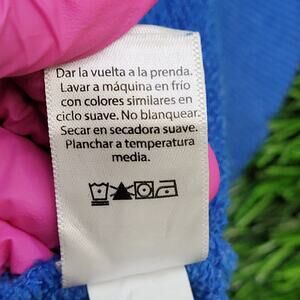 Dar la vuelta a la prenda.
Lavar a máquina en frío
con colores similares en
ciclo suave. No blanquear.
Secar en secadora suave.
Planchar a temperatura
media.